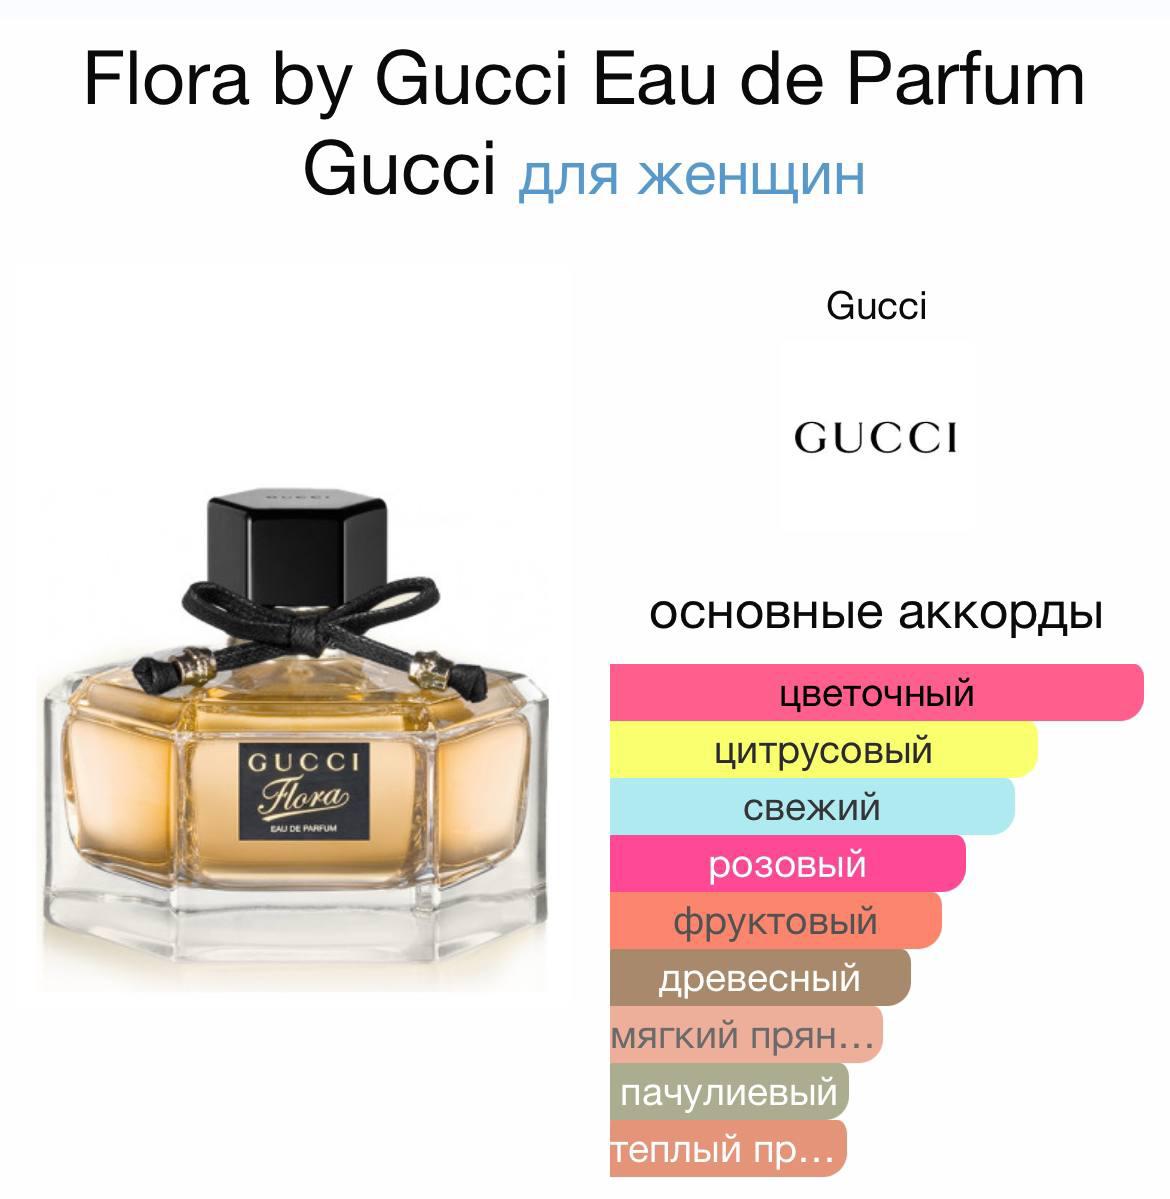 Flora by Gucci Eau de Parfum
Gucci для женщин
Gucci
GUCCI
основные аккорды
цветочный
цитрусовый
свежий
розовый
фруктовый
древесный
мягкий прян...
пачулиевый
теплый пр...
GUCCI
GUCCI
Flora
EAU DE PARFUM